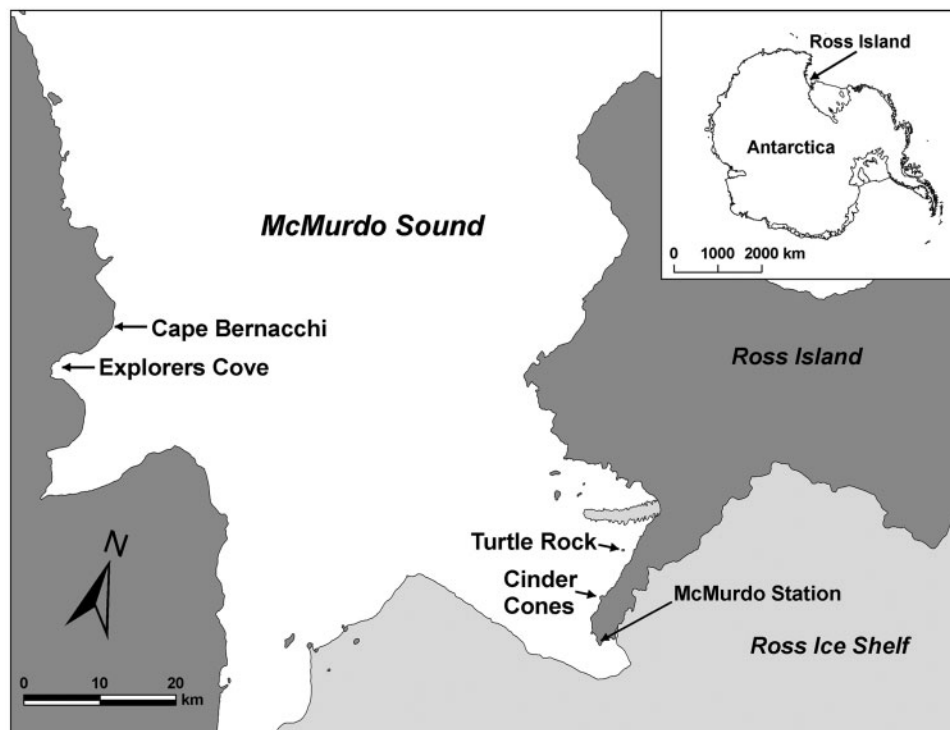 Ross Island
Antarctica
0 1000 2000 km
McMurdo Sound
Cape Bernacchi
Explorers Cove
Ross Island
Turtle Rock
Cinder
Cones
McMurdo Station
Ross Ice Shelf
N
0 10 20
km